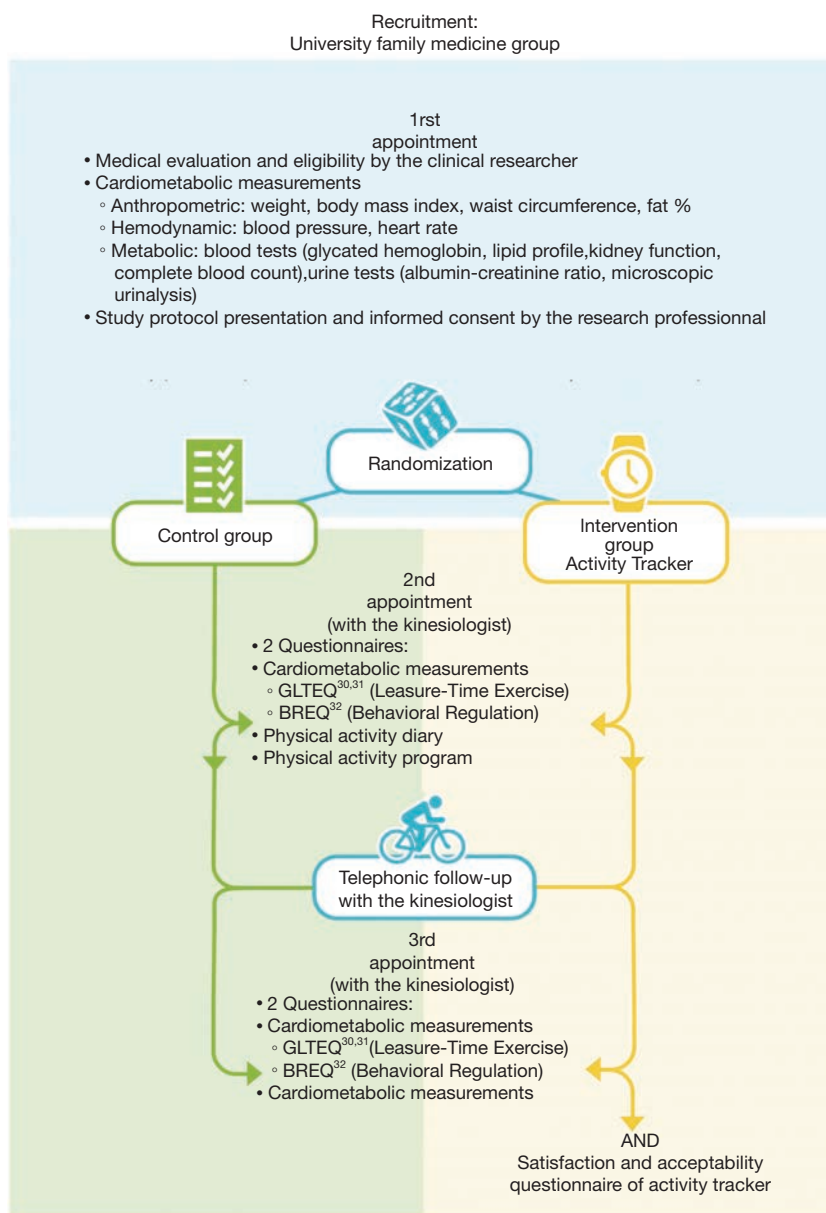 Recruitment:
University family medicine group
1rst
appointment
• Medical evaluation and eligibility by the clinical researcher
• Cardiometabolic measurements
◦ Anthropometric: weight, body mass index, waist circumference, fat %
◦ Hemodynamic: blood pressure, heart rate
◦ Metabolic: blood tests (glycated hemoglobin, lipid profile,kidney function,
complete blood count),urine tests (albumin-creatinine ratio, microscopic
urinalysis)
• Study protocol presentation and informed consent by the research professionnal
Randomization
Control group
Intervention
group
Activity Tracker
2nd
appointment
(with the kinesiologist)
• 2 Questionnaires:
• Cardiometabolic measurements
◦ GLTEQ30,31 (Leasure-Time Exercise)
◦ BREQ32 (Behavioral Regulation)
• Physical activity diary
• Physical activity program
Telephonic follow-up
with the kinesiologist
3rd
appointment
(with the kinesiologist)
• 2 Questionnaires:
• Cardiometabolic measurements
◦ GLTEQ30,31(Leasure-Time Exercise)
◦ BREQ32 (Behavioral Regulation)
• Cardiometabolic measurements
AND
Satisfaction and acceptability
questionnaire of activity tracker